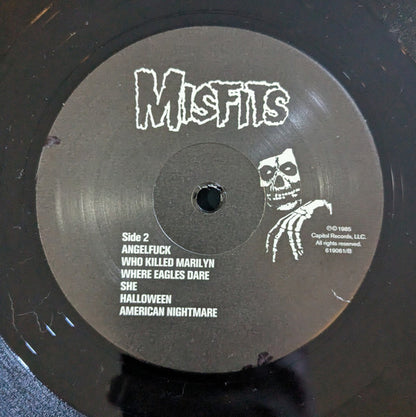 MISFITS
Side 2
ANGELFUCK
WHO KILLED MARILYN
WHERE EAGLES DARE
SHE
HALLOWEEN
AMERICAN NIGHTMARE
℗© 1985
Capitol Records, LLC.
All rights reserved.
619061/B